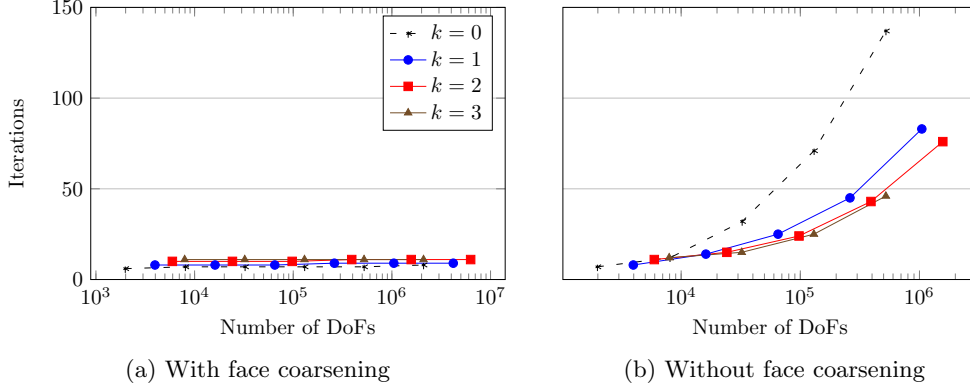 150
100
50
0
Iterations
10^3
10^4
10^5
10^6
10^7
Number of DoFs
k = 0
k = 1
k = 2
k = 3
(a) With face coarsening
10^4
10^5
10^6
Number of DoFs
(b) Without face coarsening